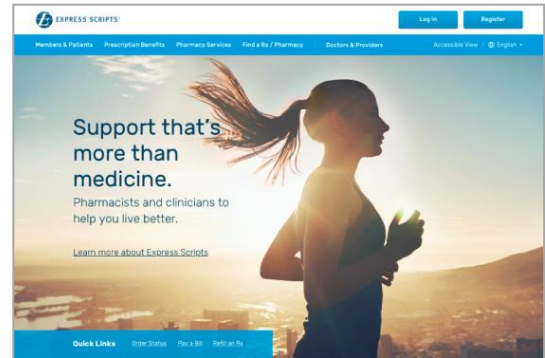 EXPRESS SCRIPTS
Log In Register
Members & Patients Prescription Benefits Pharmacy Services Find a Rx / Pharmacy Doctors & Providers Accessible View English
Support that's
more than
medicine.
Pharmacists and clinicians to
help you live better.
Learn more about Express Scripts
Quick Links Order Status Pay a Bill Refill an Rx